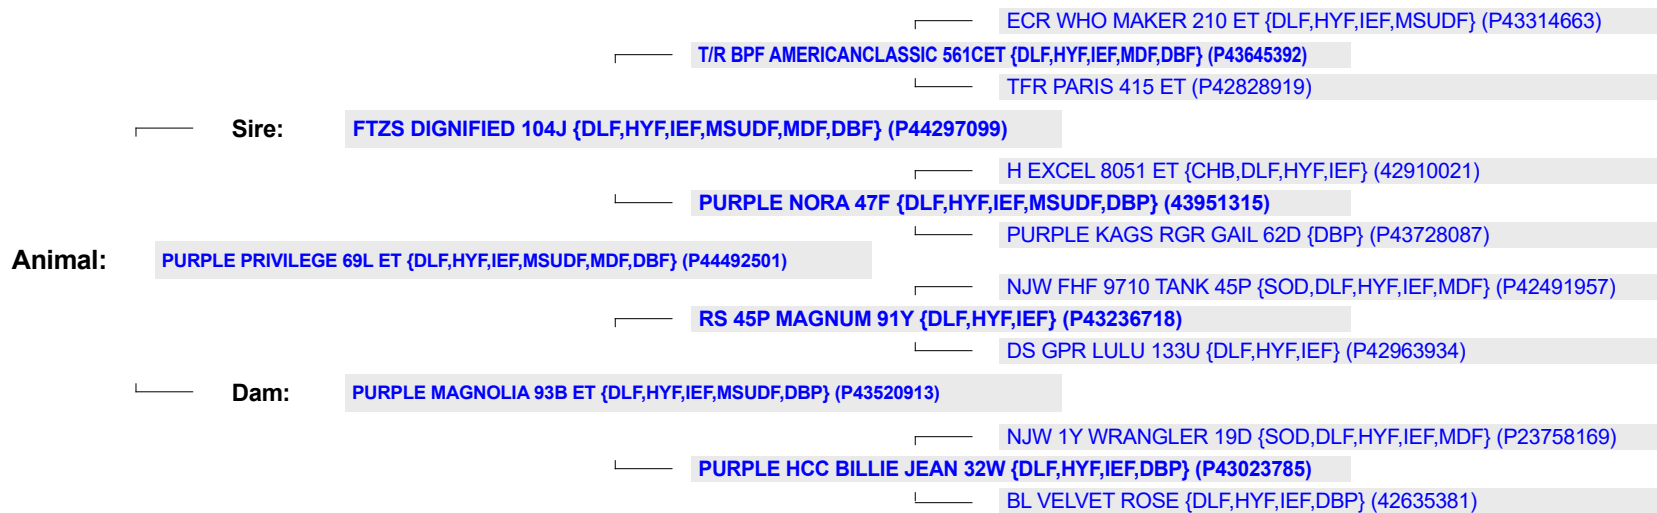 ECR WHO MAKER 210 ET {DLF,HYF,IEF,MSUDF} (P43314663)
T/R BPF AMERICANCLASSIC 561CET {DLF,HYF,IEF,MDF,DBF} (P43645392)
TFR PARIS 415 ET (P42828919)
Sire: FTZS DIGNIFIED 104J {DLF,HYF,IEF,MSUDF,MDF,DBF} (P44297099)
H EXCEL 8051 ET {CHB,DLF,HYF,IEF} (42910021)
PURPLE NORA 47F {DLF,HYF,IEF,MSUDF,DBP} (43951315)
PURPLE KAGS RGR GAIL 62D {DBP} (P43728087)
Animal: PURPLE PRIVILEGE 69L ET {DLF,HYF,IEF,MSUDF,MDF,DBF} (P44492501)
NJW FHF 9710 TANK 45P {SOD,DLF,HYF,IEF,MDF} (P42491957)
RS 45P MAGNUM 91Y {DLF,HYF,IEF} (P43236718)
DS GPR LULU 133U {DLF,HYF,IEF} (P42963934)
Dam: PURPLE MAGNOLIA 93B ET {DLF,HYF,IEF,MSUDF,DBP} (P43520913)
NJW 1Y WRANGLER 19D {SOD,DLF,HYF,IEF,MDF} (P23758169)
PURPLE HCC BILLIE JEAN 32W {DLF,HYF,IEF,DBP} (P43023785)
BL VELVET ROSE {DLF,HYF,IEF,DBP} (42635381)